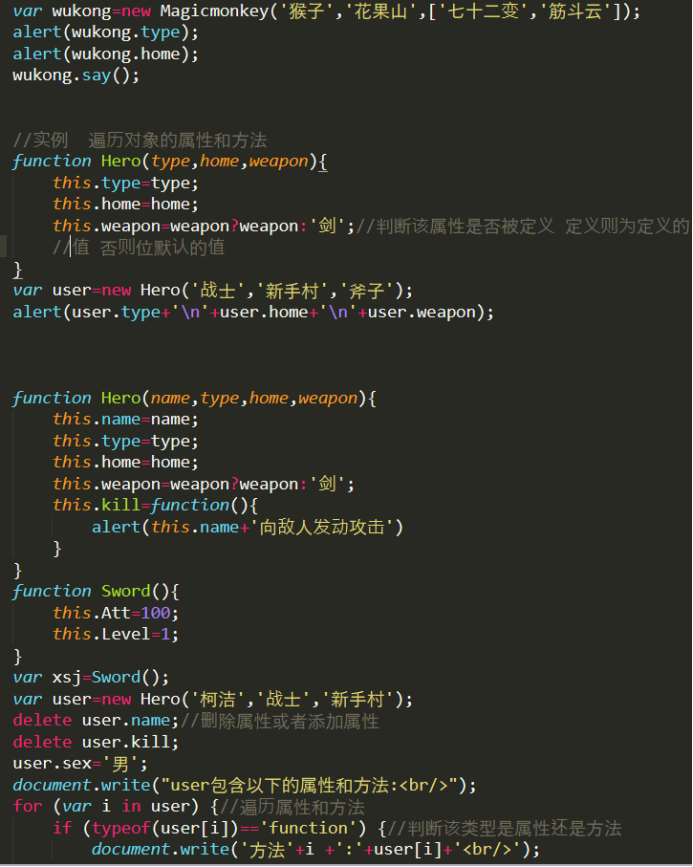 var wukong=new Magicmonkey('猴子','花果山',['七十二变','筋斗云']);
alert(wukong.type);
alert(wukong.home);
wukong.say();
//实例  遍历对象的属性和方法
function Hero(type,home,weapon){
    this.type=type;
    this.home=home;
    this.weapon=weapon?weapon:'剑';//判断该属性是否被定义 定义则为定义的
    //值 否则位默认的值
}
var user=new Hero('战士','新手村','斧子');
alert(user.type+'\n'+user.home+'\n'+user.weapon);
function Hero(name,type,home,weapon){
    this.name=name;
    this.type=type;
    this.home=home;
    this.weapon=weapon?weapon:'剑';
    this.kill=function(){
        alert(this.name+'向敌人发动攻击')
    }
}
function Sword(){
    this.Att=100;
    this.Level=1;
}
var xsj=Sword();
var user=new Hero('柯洁','战士','新手村');
delete user.name;//删除属性或者添加属性
delete user.kill;
user.sex='男';
document.write("user包含以下的属性和方法:<br/>");
for (var i in user) {//遍历属性和方法
    if (typeof(user[i])=='function') {//判断该类型是属性还是方法
        document.write('方法'+i +':'+user[i]+'<br/>');